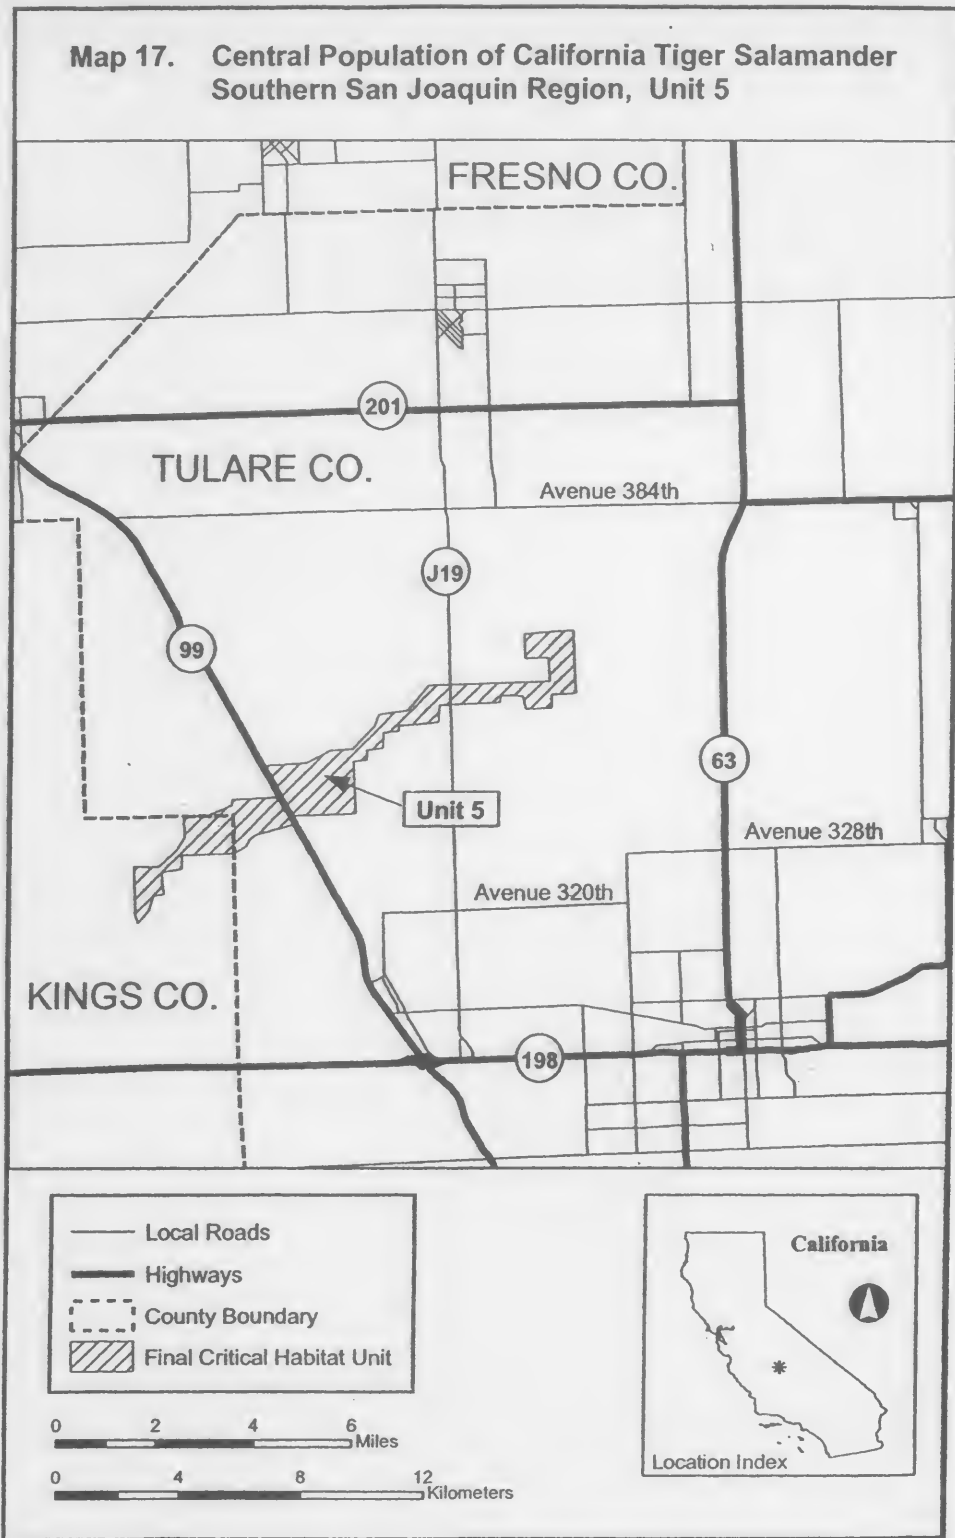 Map 17. Central Population of California Tiger Salamander
Southern San Joaquin Region, Unit 5
FRESNO CO.
201
TULARE CO.
Avenue 384th
J19
99
63
Unit 5
Avenue 328th
Avenue 320th
KINGS CO.
198
Local Roads
Highways
County Boundary
Final Critical Habitat Unit
0 2 4 6
Miles
0 4 8 12
Kilometers
California
Location Index